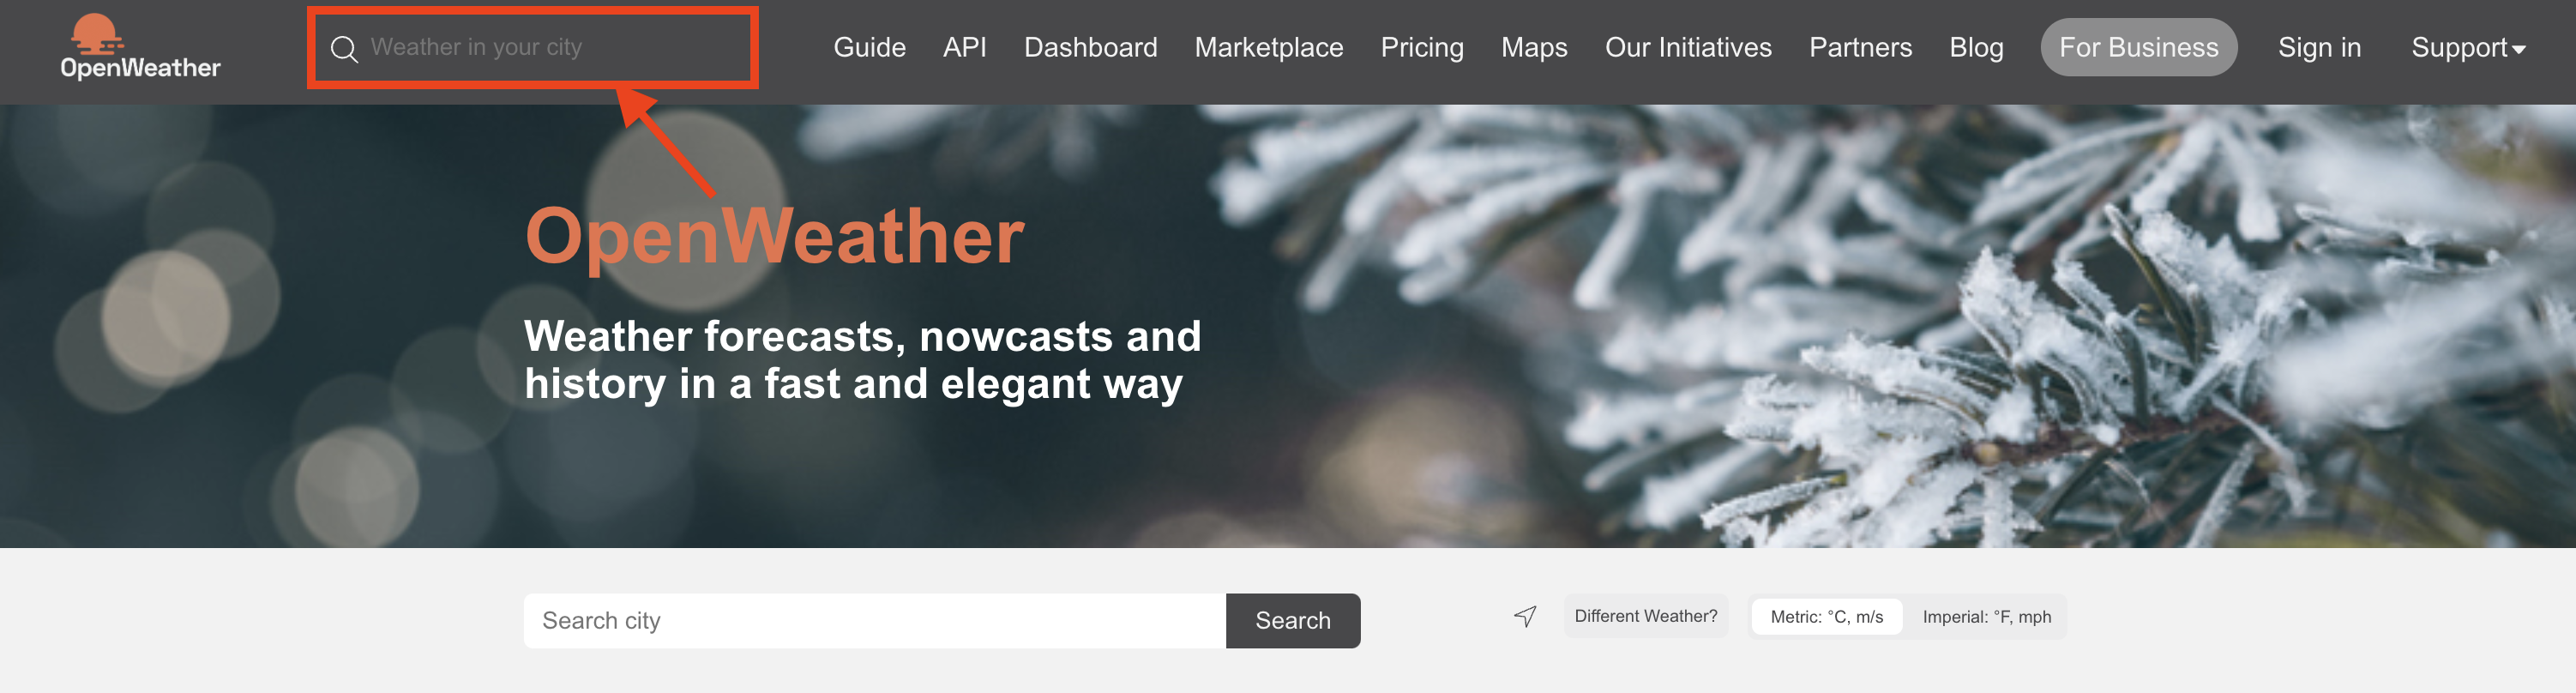 OpenWeather
Weather in your city
Guide API Dashboard Marketplace Pricing Maps Our Initiatives Partners Blog For Business Sign in Support
OpenWeather
Weather forecasts, nowcasts and
history in a fast and elegant way
Search city Search Different Weather? Metric: °C, m/s Imperial: °F, mph